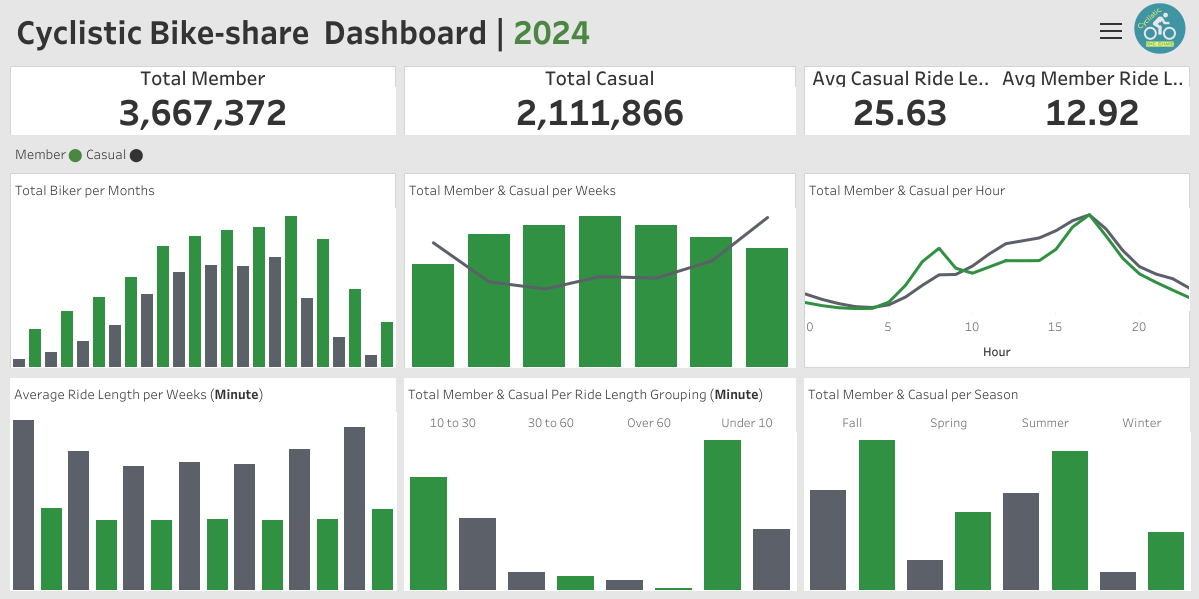 Cyclistic Bike-share Dashboard | 2024
Cyclistic
BIKE-SHARE
Total Member
3,667,372
Total Casual
2,111,866
Avg Casual Ride Le..
25.63
Avg Member Ride L..
12.92
Member Casual
Total Biker per Months
Total Member & Casual per Weeks
Total Member & Casual per Hour
0 5 10 15 20
Hour
Average Ride Length per Weeks (Minute)
Total Member & Casual Per Ride Length Grouping (Minute)
10 to 30 30 to 60 Over 60 Under 10
Total Member & Casual per Season
Fall Spring Summer Winter